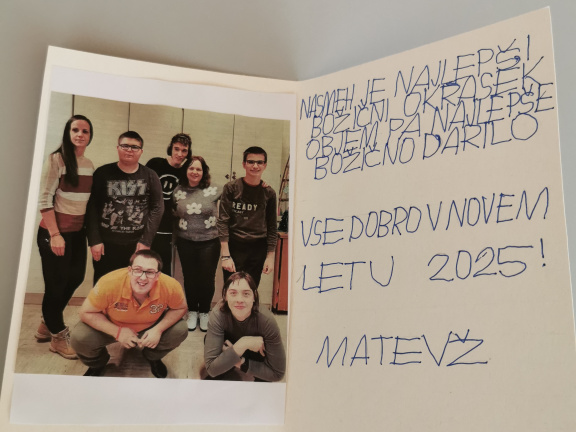 NASMEH JE NAJLEPŠI
BOŽIČNI OKRASEK
OBJEM PA NAJLEPŠE
BOŽIČNO DARILO
VSE DOBRO V NOVEM
LETU 2025!
MATEVŽ
KISS
READY